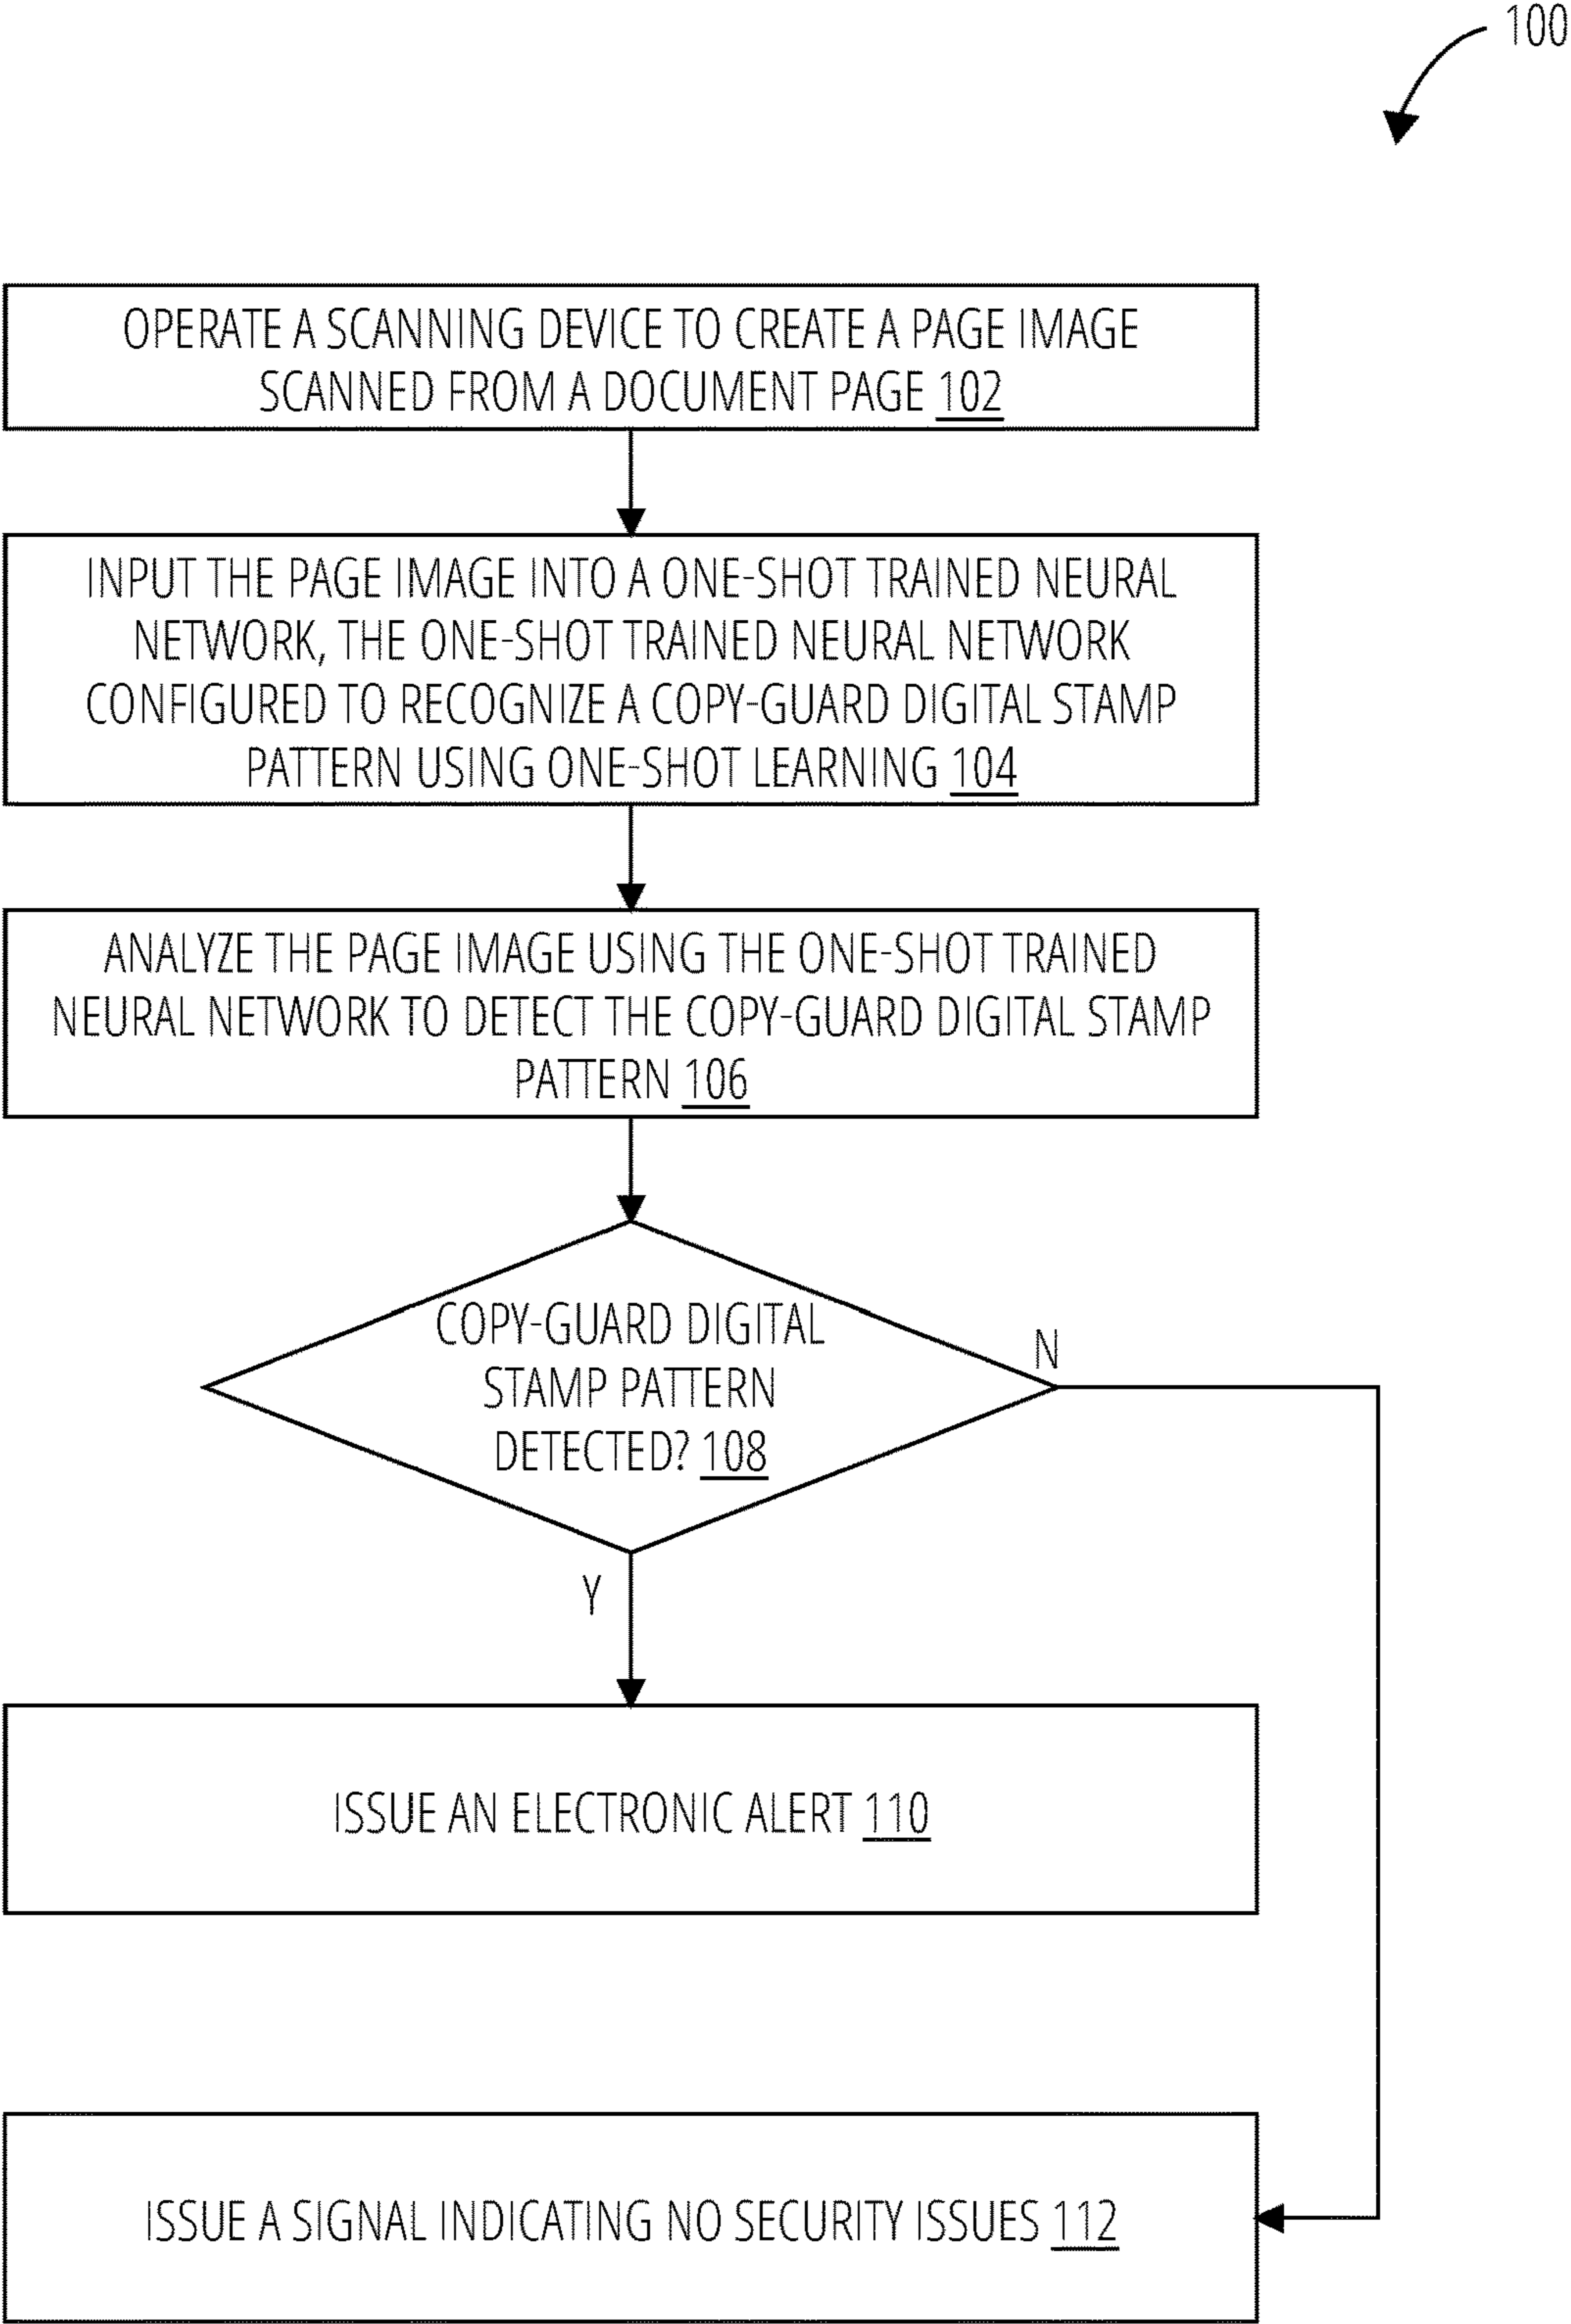 100
OPERATE A SCANNING DEVICE TO CREATE A PAGE IMAGE
SCANNED FROM A DOCUMENT PAGE 102
INPUT THE PAGE IMAGE INTO A ONE-SHOT TRAINED NEURAL
NETWORK, THE ONE-SHOT TRAINED NEURAL NETWORK
CONFIGURED TO RECOGNIZE A COPY-GUARD DIGITAL STAMP
PATTERN USING ONE-SHOT LEARNING 104
ANALYZE THE PAGE IMAGE USING THE ONE-SHOT TRAINED
NEURAL NETWORK TO DETECT THE COPY-GUARD DIGITAL STAMP
PATTERN 106
COPY-GUARD DIGITAL
STAMP PATTERN
DETECTED? 108
N
Y
ISSUE AN ELECTRONIC ALERT 110
ISSUE A SIGNAL INDICATING NO SECURITY ISSUES 112